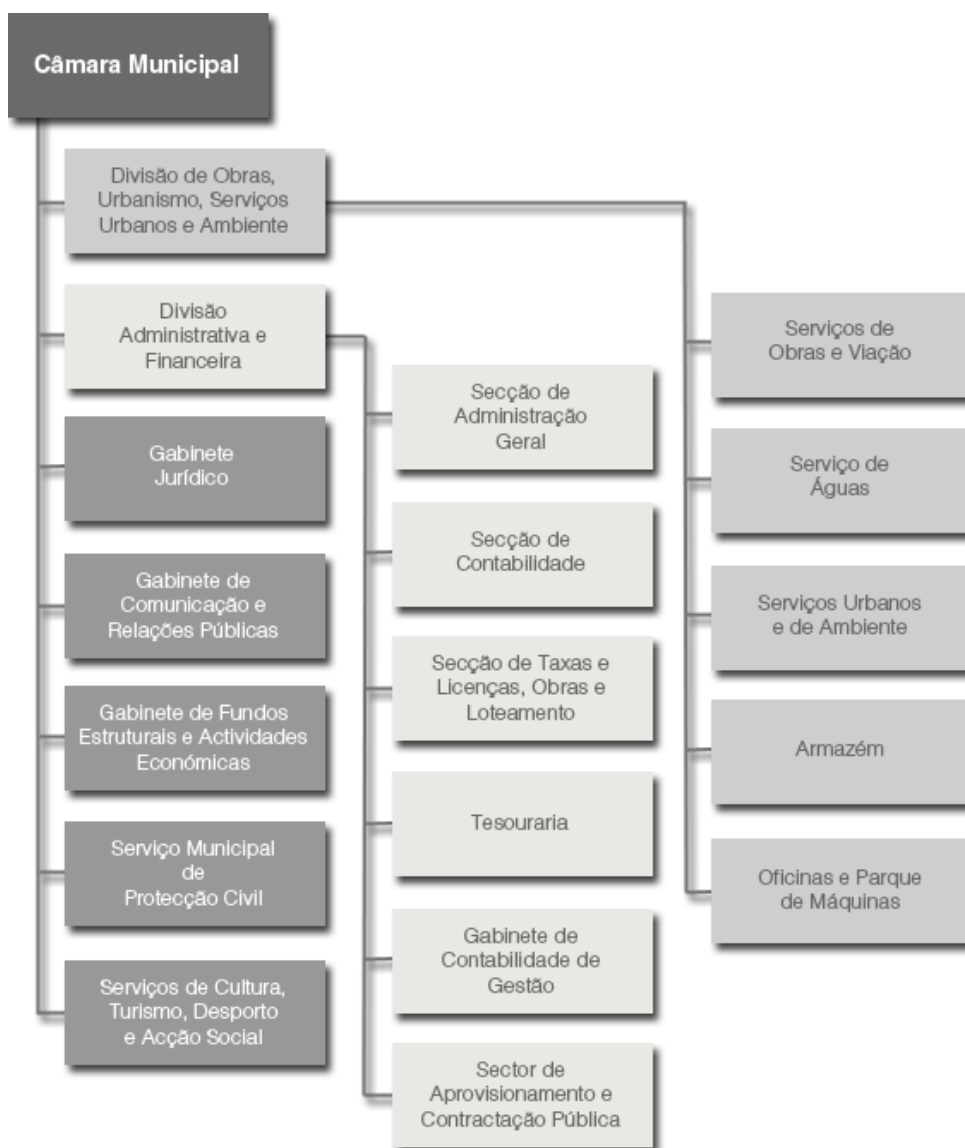 Câmara Municipal
Divisão de Obras,
Urbanismo, Serviços
Urbanos e Ambiente
Divisão
Administrativa e
Financeira
Gabinete
Jurídico
Gabinete de
Comunicação e
Relações Públicas
Gabinete de Fundos
Estruturais e Actividades
Económicas
Serviço Municipal
de
Protecção Civil
Serviços de Cultura,
Turismo, Desporto
e Acção Social
Secção de
Administração
Geral
Secção de
Contabilidade
Secção de Taxas e
Licenças, Obras e
Loteamento
Tesouraria
Gabinete de
Contabilidade de
Gestão
Sector de
Aprovisionamento e
Contractação Pública
Serviços de
Obras e Viação
Serviço de
Águas
Serviços Urbanos
e de Ambiente
Armazém
Oficinas e Parque
de Máquinas